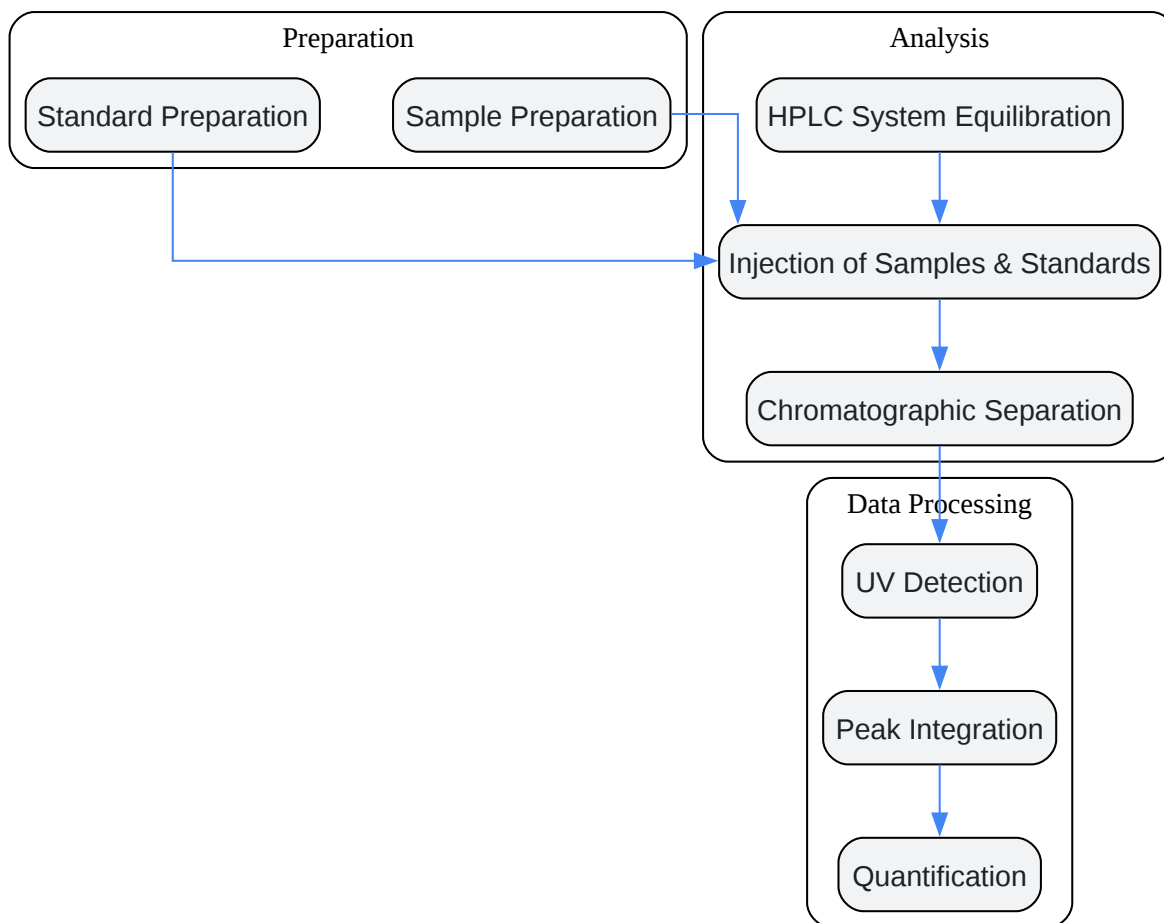 Preparation
Standard Preparation
Sample Preparation
Analysis
HPLC System Equilibration
Injection of Samples & Standards
Chromatographic Separation
Data Processing
UV Detection
Peak Integration
Quantification